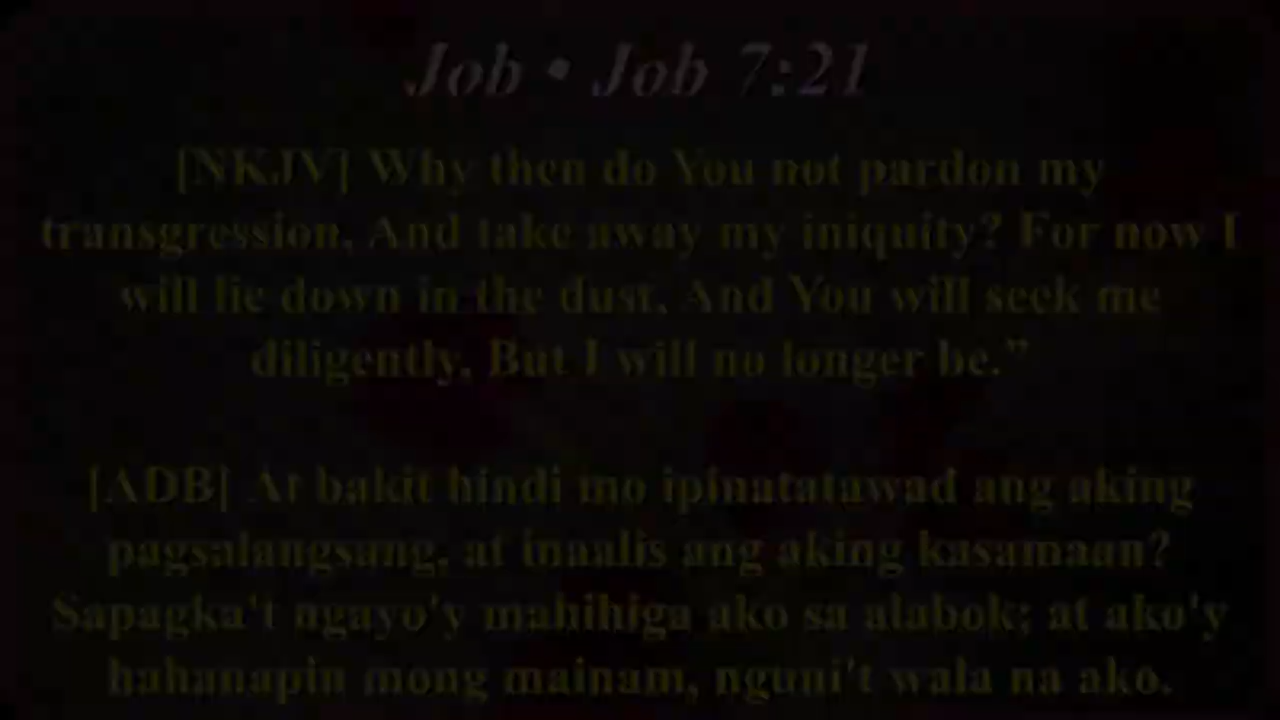 Job • Job 7:21
[NKJV] Why then do You not pardon my
transgression, And take away my iniquity? For now I
will lie down in the dust, And You will seek me
diligently, But I will no longer be.”
[ADB] At bakit hindi mo ipinatatawad ang aking
pagsalangsang, at inaalis ang aking kasamaan?
Sapagka't ngayo'y mahihiga ako sa alabok; at ako'y
hahanapin mong mainam, nguni't wala na ako.